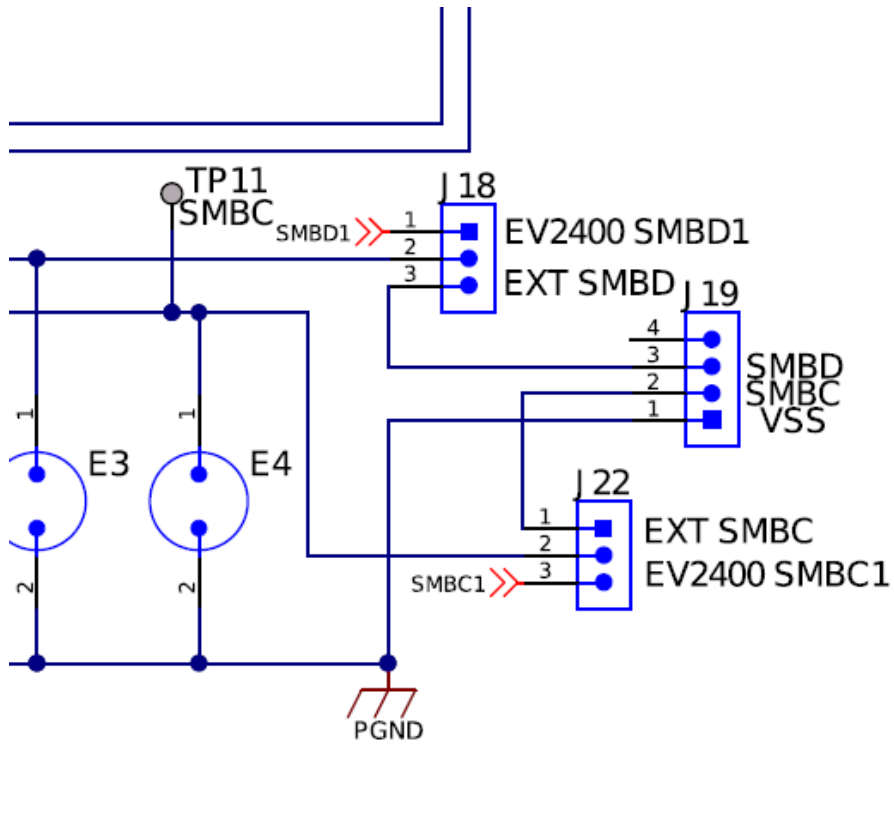 TP11
SMBC
J18
SMBD1
1
2
3
EV2400 SMBD1
EXT SMBD
J19
4
3
2
1
SMBD
SMBC
VSS
1
1
E3
E4
2
2
J22
1
2
3
EXT SMBC
EV2400 SMBC1
SMBC1
PGND